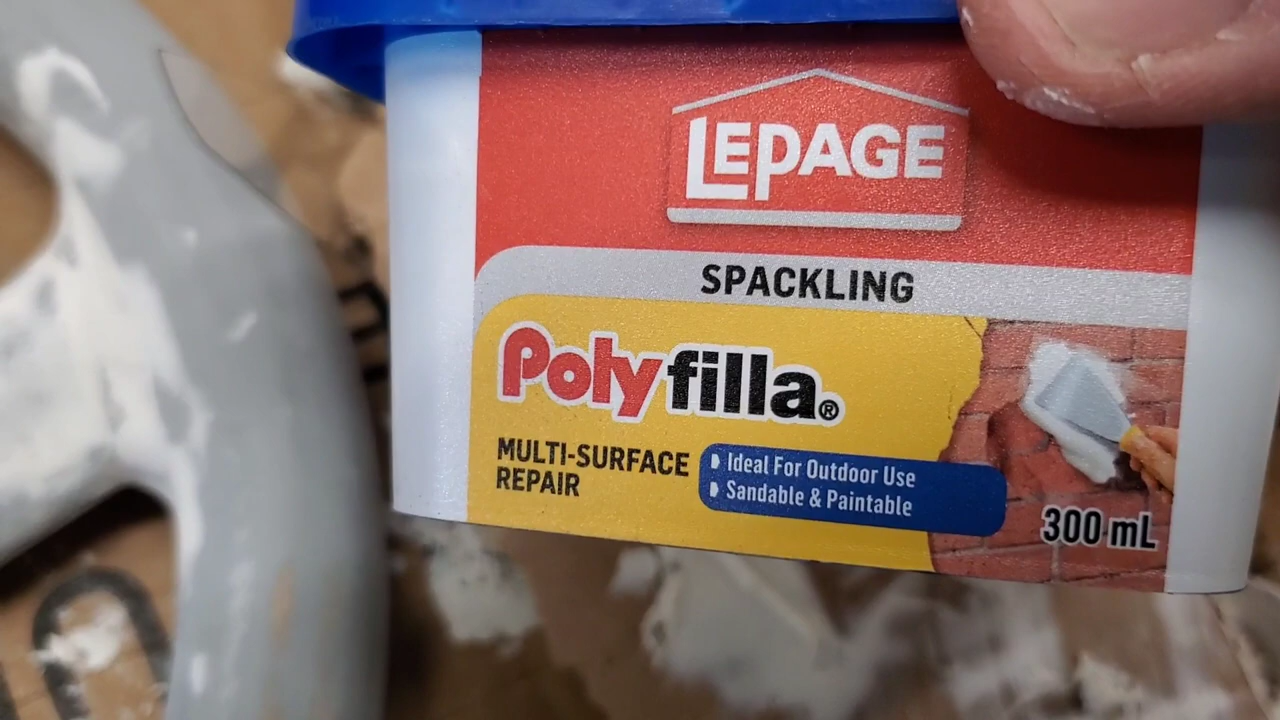 LEPAGE
SPACKLING
Polyfilla®
MULTI-SURFACE
REPAIR
Ideal For Outdoor Use
Sandable & Paintable
300 mL